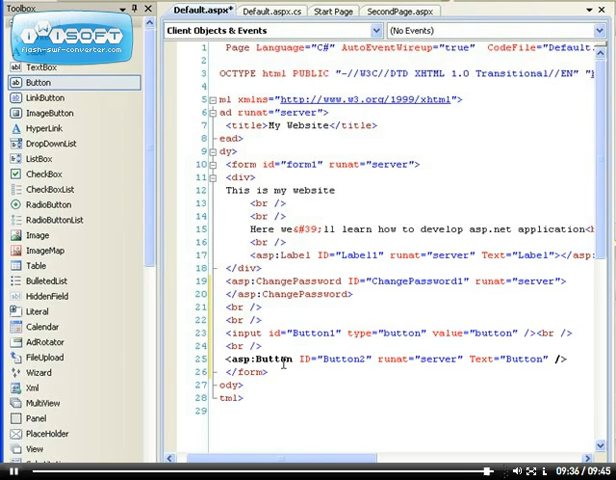 Toolbox
Default.aspx* Default.aspx.cs Start Page SecondPage.aspx
Client Objects & Events (No Events)
wisoft
flash-swf-converter.com
TextBox
Button
LinkButton
ImageButton
HyperLink
DropDownList
ListBox
CheckBox
CheckBoxList
RadioButton
RadioButtonList
Image
ImageMap
Table
BulletedList
HiddenField
Literal
Calendar
AdRotator
FileUpload
Wizard
Xml
MultiView
Panel
PlaceHolder
View
1 Page Language="C#" AutoEventWireup="true" CodeFile="Default.
2
3 OCTYPE html PUBLIC "-//W3C//DTD XHTML 1.0 Transitional//EN" "
4
5 ml xmlns="http://www.w3.org/1999/xhtml">
6 ad runat="server">
7 <title>My Website</title>
8 ead>
9 dy>
10 <form id="form1" runat="server">
11 <div>
12 This is my website
13 <br />
14 <br />
15 Here we&#39;ll learn how to develop asp.net application<
16 <br />
17 <asp:Label ID="Label1" runat="server" Text="Label"></a
18 </div>
19 <asp:ChangePassword ID="ChangePassword1" runat="server">
20 </asp:ChangePassword>
21 <br />
22 <br />
23 <input id="Button1" type="button" value="button" /><br />
24 <br />
25 <asp:Button ID="Button2" runat="server" Text="Button" />
26 </form>
27 ody>
28 tml>
29
09:36 / 09:45